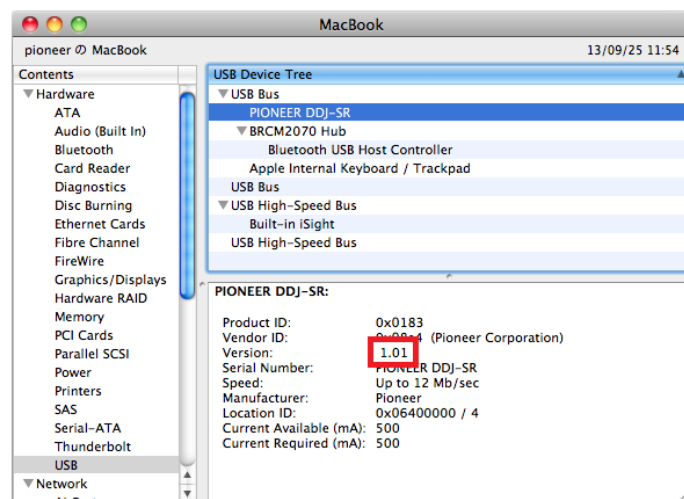 MacBook
pioneer の MacBook 13/09/25 11:54
Contents
Hardware
ATA
Audio (Built In)
Bluetooth
Card Reader
Diagnostics
Disc Burning
Ethernet Cards
Fibre Channel
FireWire
Graphics/Displays
Hardware RAID
Memory
PCI Cards
Parallel SCSI
Power
Printers
SAS
Serial-ATA
Thunderbolt
USB
Network
USB Device Tree
USB Bus
PIONEER DDJ-SR
BRCM2070 Hub
Bluetooth USB Host Controller
Apple Internal Keyboard / Trackpad
USB Bus
USB High-Speed Bus
Built-in iSight
USB High-Speed Bus
PIONEER DDJ-SR:
Product ID: 0x0183
Vendor ID: (Pioneer Corporation)
Version: 1.01
Serial Number: PIONEER DDJ-SR
Speed: Up to 12 Mb/sec
Manufacturer: Pioneer
Location ID: 0x06400000 / 4
Current Available (mA): 500
Current Required (mA): 500